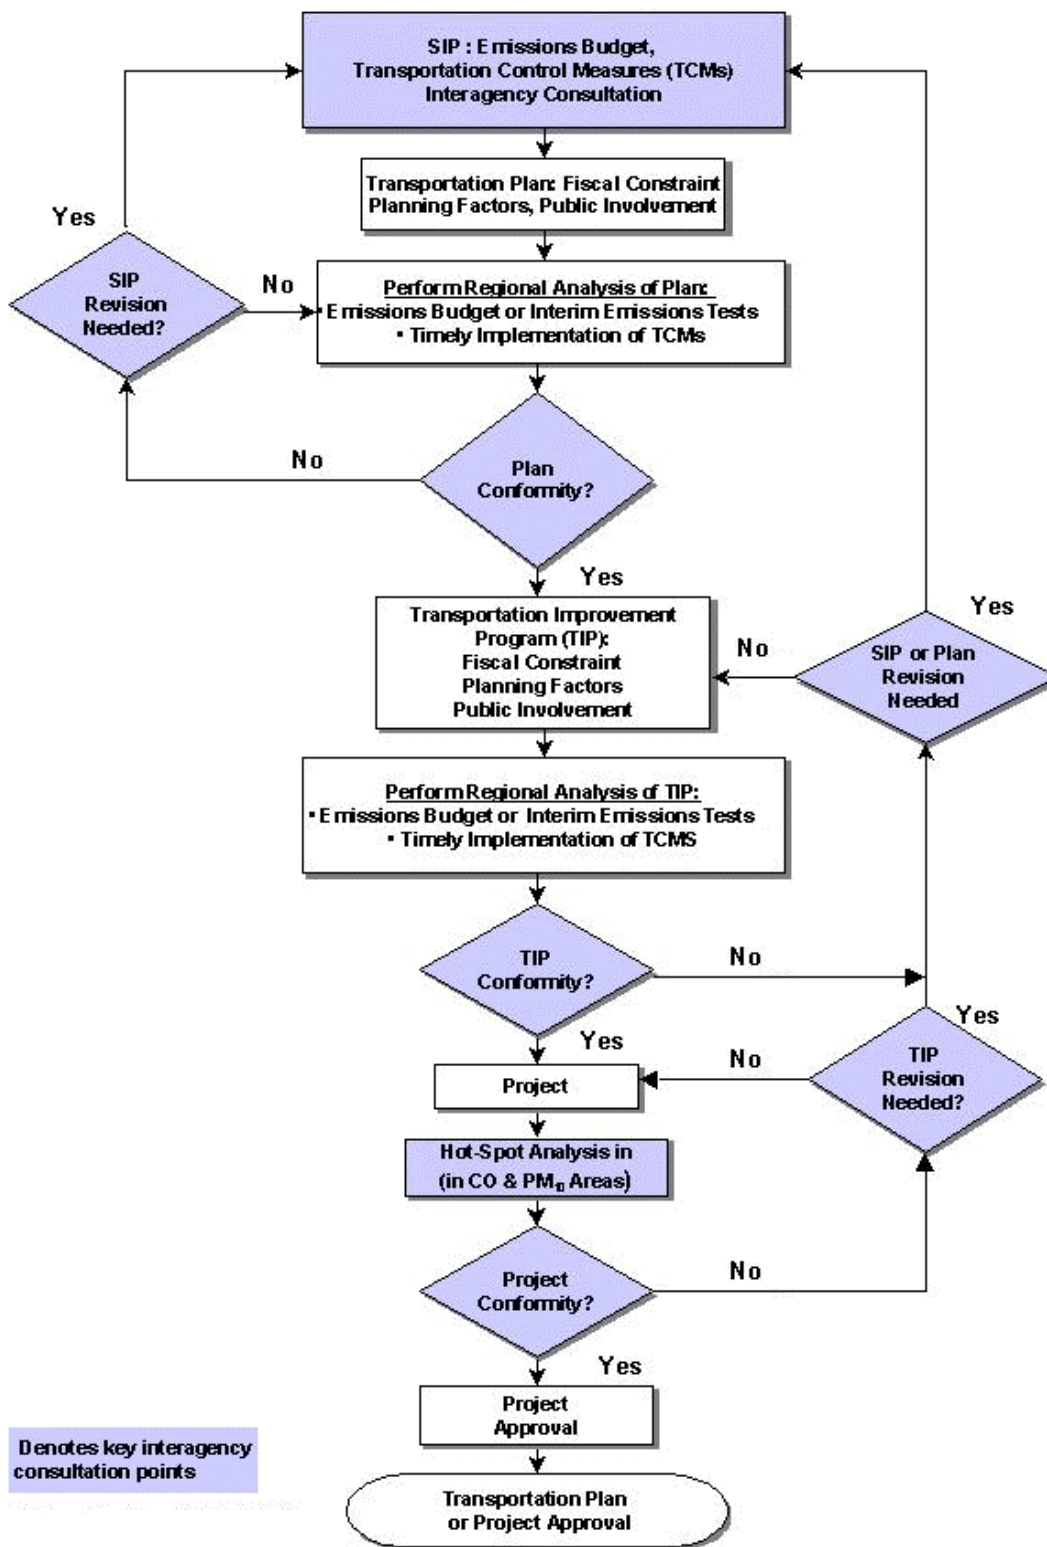 SIP : Emissions Budget,
Transportation Control Measures (TCMs)
Interagency Consultation
Transportation Plan: Fiscal Constraint
Planning Factors, Public Involvement
Yes
SIP
Revision
Needed?
No
Perform Regional Analysis of Plan:
• Emissions Budget or Interim Emissions Tests
• Timely Implementation of TCMs
No
Plan
Conformity?
Yes
Transportation Improvement
Program (TIP):
Fiscal Constraint
Planning Factors
Public Involvement
No
Yes
SIP or Plan
Revision
Needed
Perform Regional Analysis of TIP:
• Emissions Budget or Interim Emissions Tests
• Timely Implementation of TCMS
TIP
Conformity?
No
Yes
Yes
TIP
Revision
Needed?
No
Project
Hot-Spot Analysis in
(in CO & PM₁₀ Areas)
Project
Conformity?
No
Yes
Project
Approval
Denotes key interagency
consultation points
Transportation Plan
or Project Approval